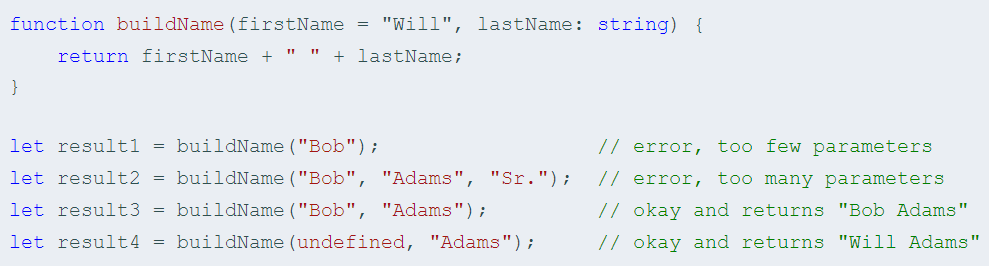 function buildName(firstName = "Will", lastName: string) {
    return firstName + " " + lastName;
}

let result1 = buildName("Bob");                  // error, too few parameters
let result2 = buildName("Bob", "Adams", "Sr.");  // error, too many parameters
let result3 = buildName("Bob", "Adams");         // okay and returns "Bob Adams"
let result4 = buildName(undefined, "Adams");     // okay and returns "Will Adams"